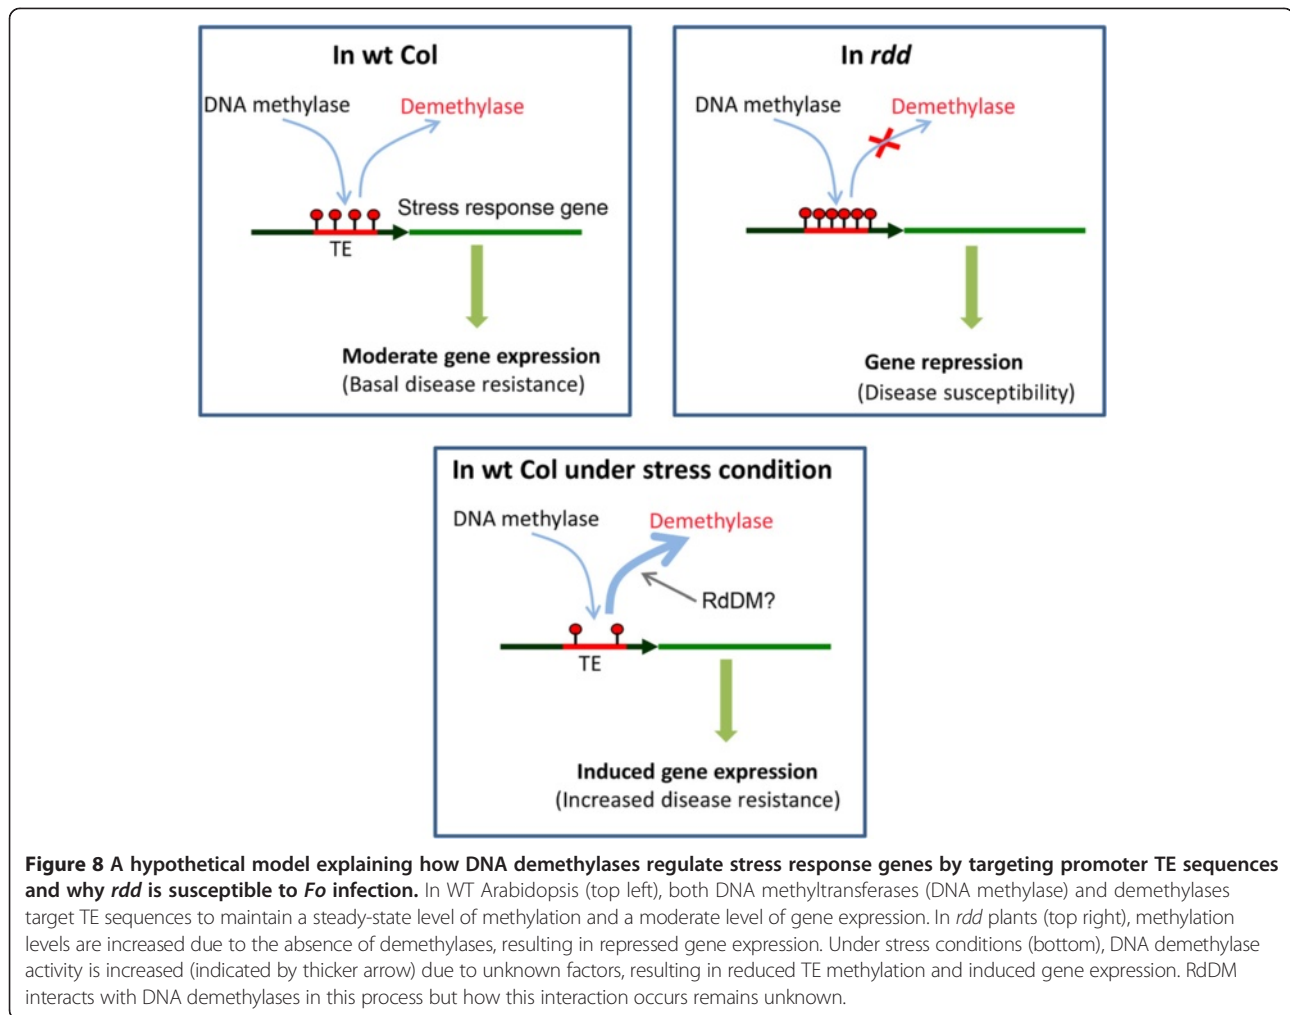 In wt Col
DNA methylase
Demethylase
Stress response gene
TE
Moderate gene expression
(Basal disease resistance)
In rdd
DNA methylase
Demethylase
Gene repression
(Disease susceptibility)
In wt Col under stress condition
DNA methylase
Demethylase
RdDM?
TE
Induced gene expression
(Increased disease resistance)
Figure 8 A hypothetical model explaining how DNA demethylases regulate stress response genes by targeting promoter TE sequences
and why rdd is susceptible to Fo infection. In WT Arabidopsis (top left), both DNA methyltransferases (DNA methylase) and demethylases
target TE sequences to maintain a steady-state level of methylation and a moderate level of gene expression. In rdd plants (top right), methylation
levels are increased due to the absence of demethylases, resulting in repressed gene expression. Under stress conditions (bottom), DNA demethylase
activity is increased (indicated by thicker arrow) due to unknown factors, resulting in reduced TE methylation and induced gene expression. RdDM
interacts with DNA demethylases in this process but how this interaction occurs remains unknown.